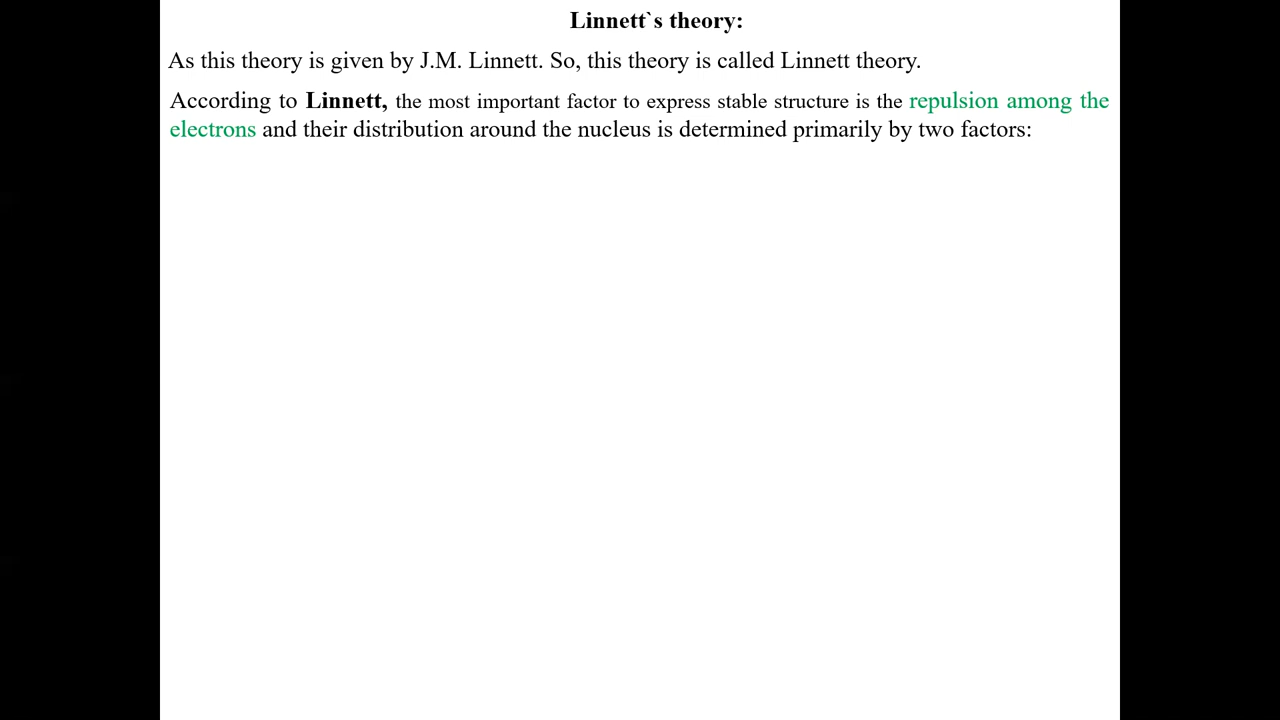 Linnett`s theory:
As this theory is given by J.M. Linnett. So, this theory is called Linnett theory.
According to Linnett, the most important factor to express stable structure is the repulsion among the
electrons and their distribution around the nucleus is determined primarily by two factors: